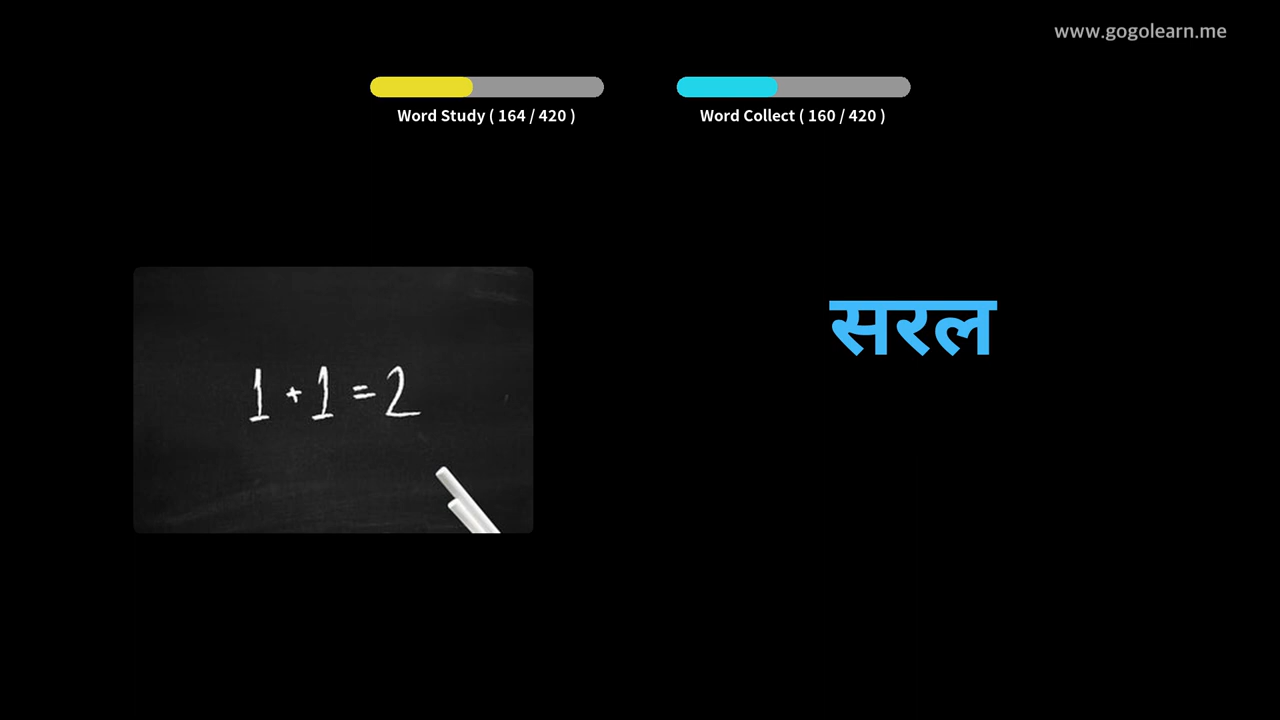 www.gogolearn.me
Word Study ( 164 / 420 )
Word Collect ( 160 / 420 )
सरल
1 + 1 = 2